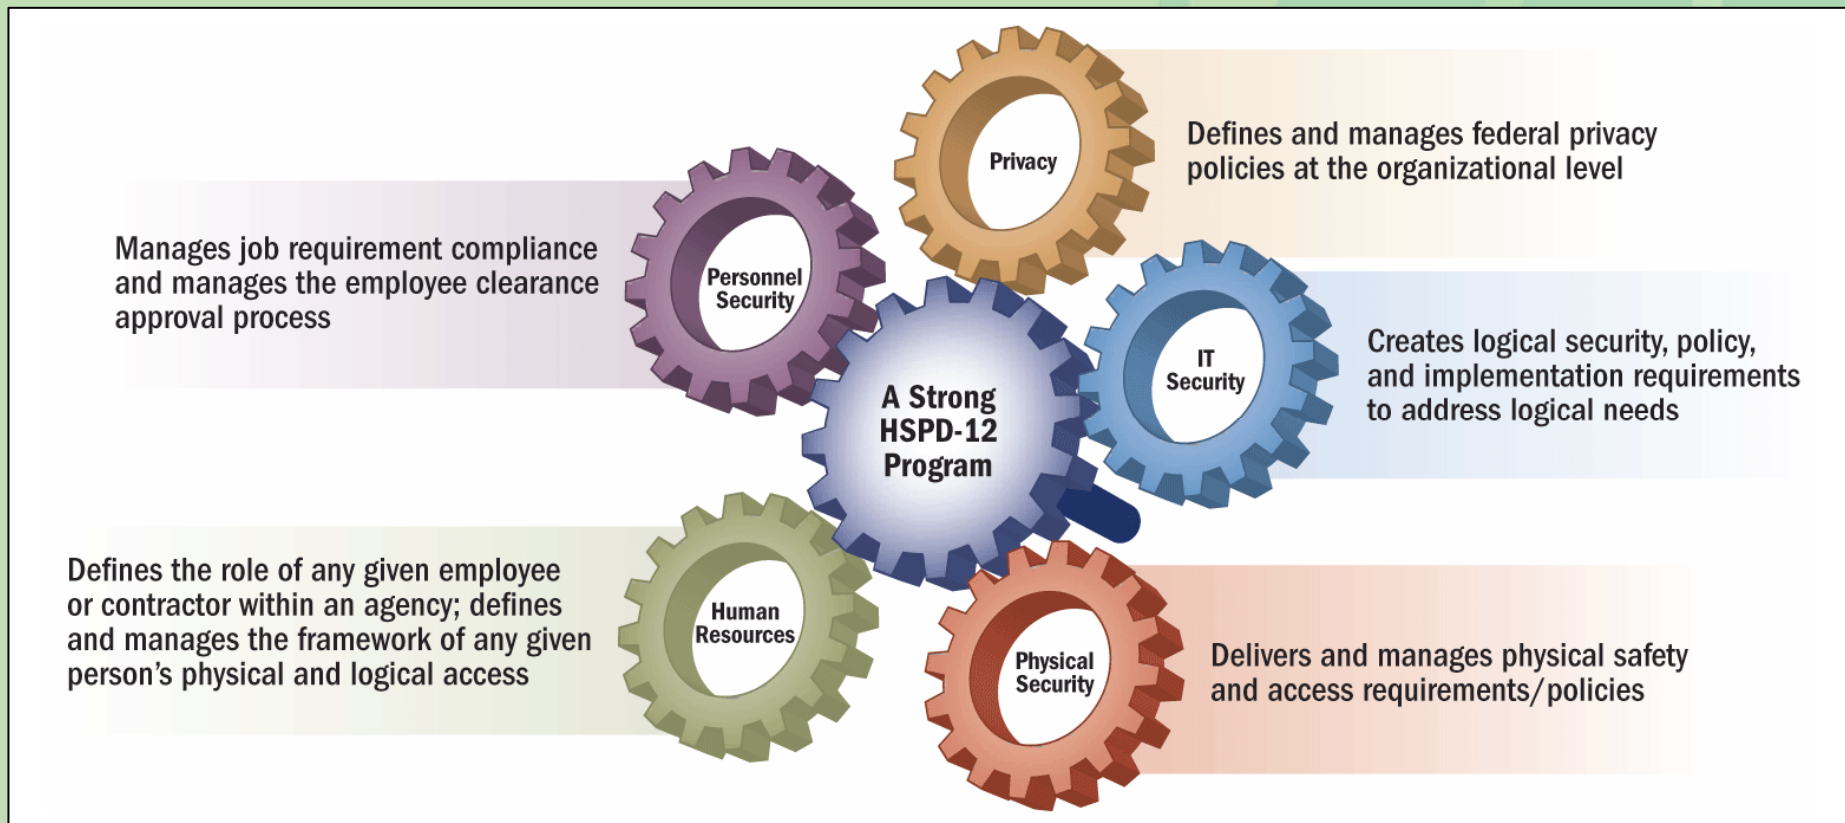 Privacy
Defines and manages federal privacy
policies at the organizational level
Personnel
Security
Manages job requirement compliance
and manages the employee clearance
approval process
IT
Security
Creates logical security, policy,
and implementation requirements
to address logical needs
A Strong
HSPD-12
Program
Human
Resources
Defines the role of any given employee
or contractor within an agency; defines
and manages the framework of any given
person’s physical and logical access
Physical
Security
Delivers and manages physical safety
and access requirements/policies